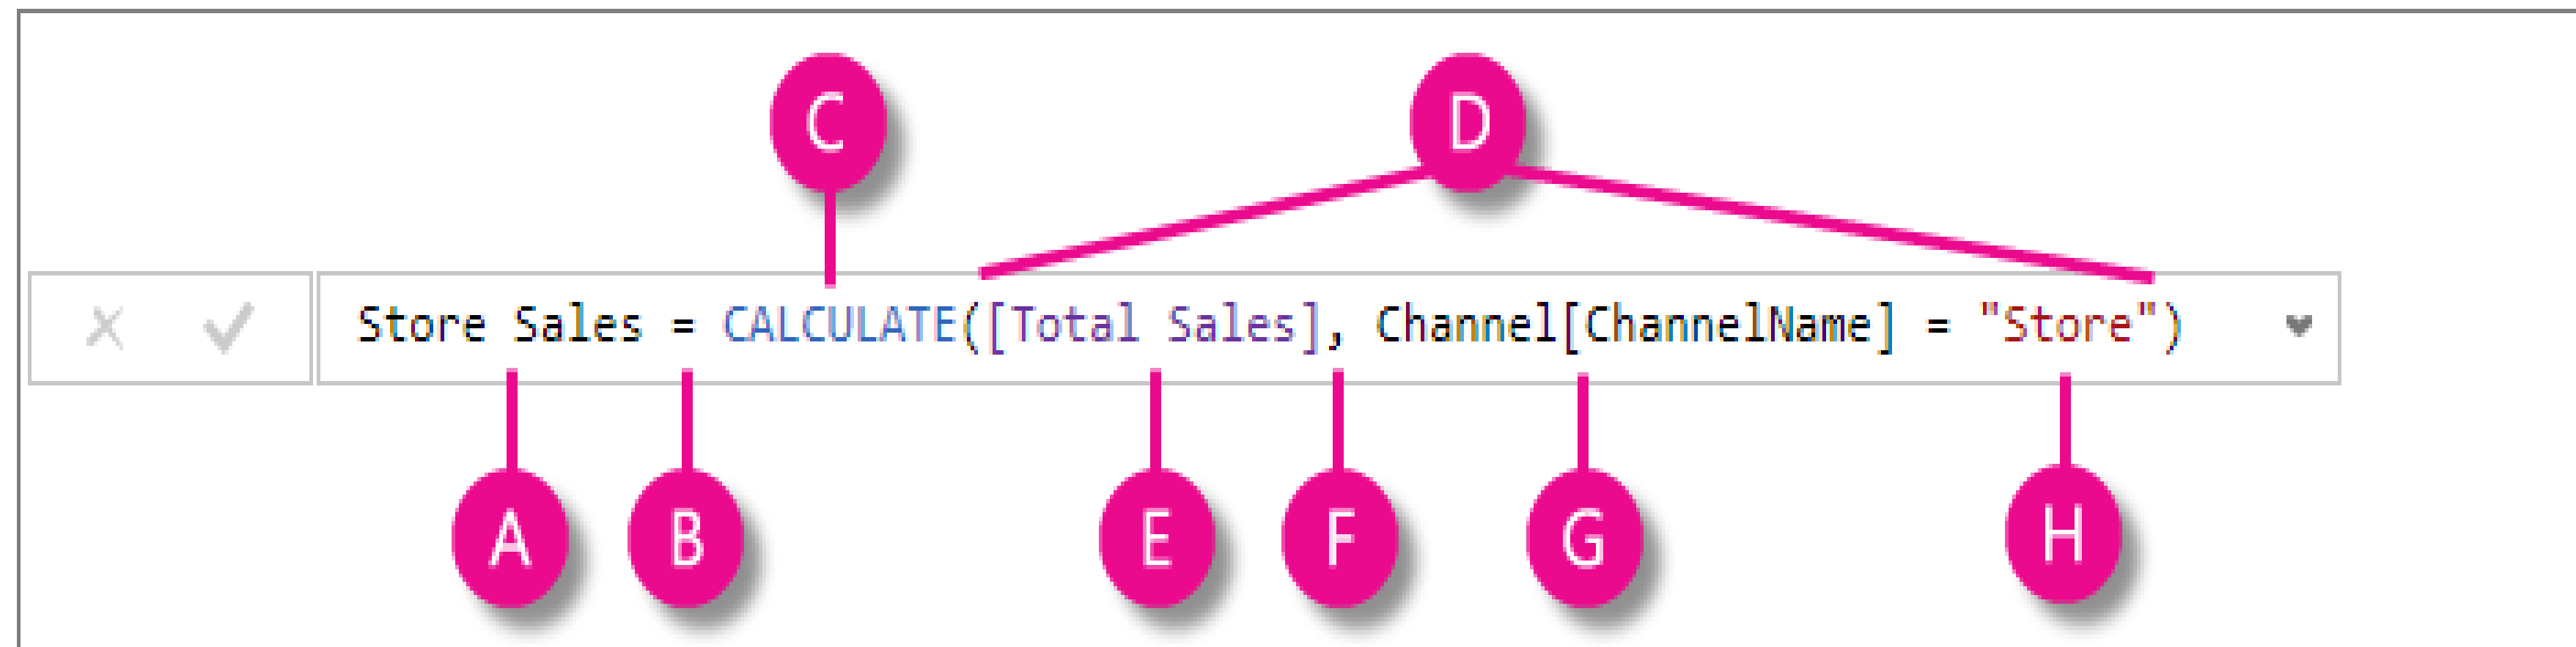 C D
Store Sales = CALCULATE([Total Sales], Channel[ChannelName] = "Store")
A B E F G H